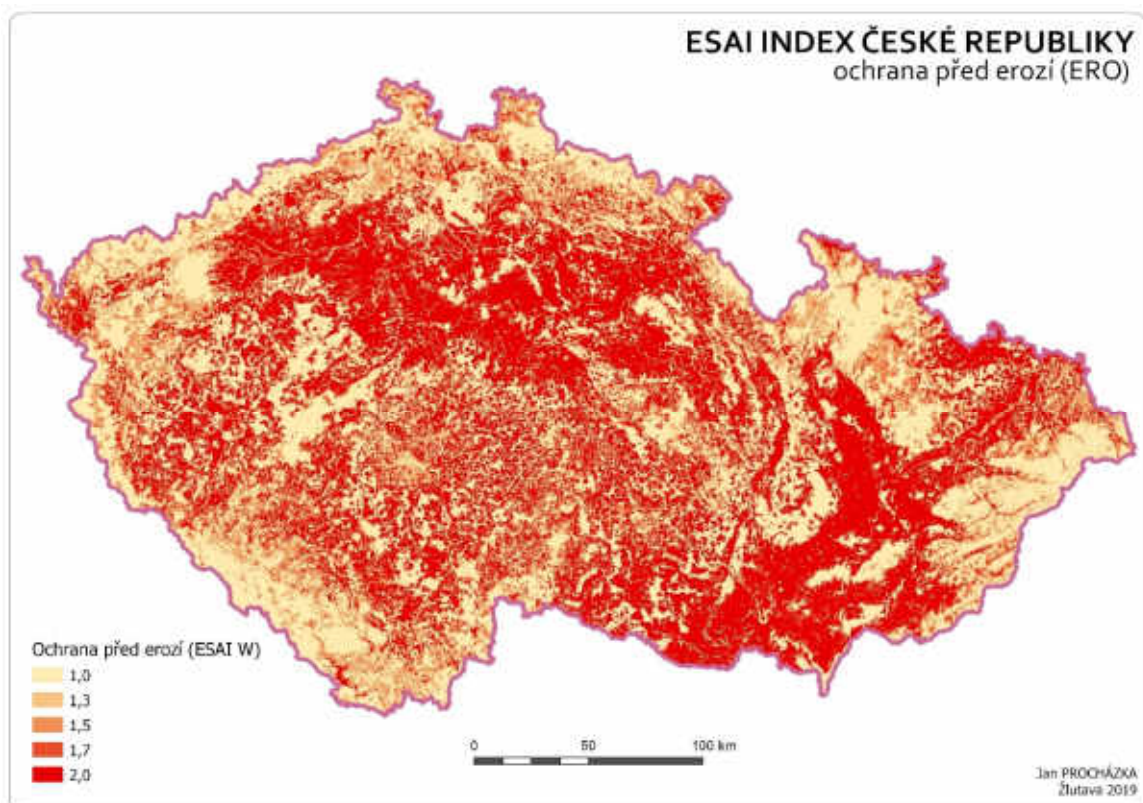 ESAI INDEX ČESKÉ REPUBLIKY
ochrana před erozí (ERO)
Ochrana před erozí (ESAI W)
1,0
1,3
1,5
1,7
2,0
0 50 100 km
Jan PROCHÁZKA
Žlutava 2019